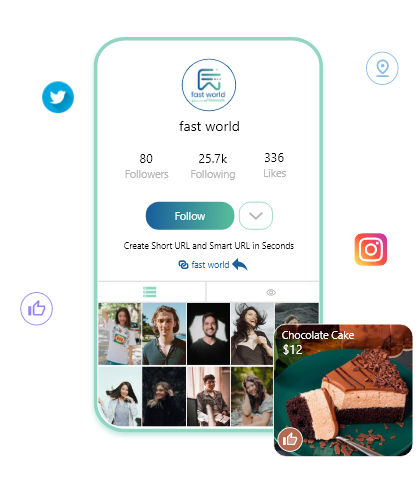 fast world
fast world
80
25.7k
336
Followers
Following
Likes
Follow
Create Short URL and Smart URL in Seconds
fast world
Chocolate Cake
$12